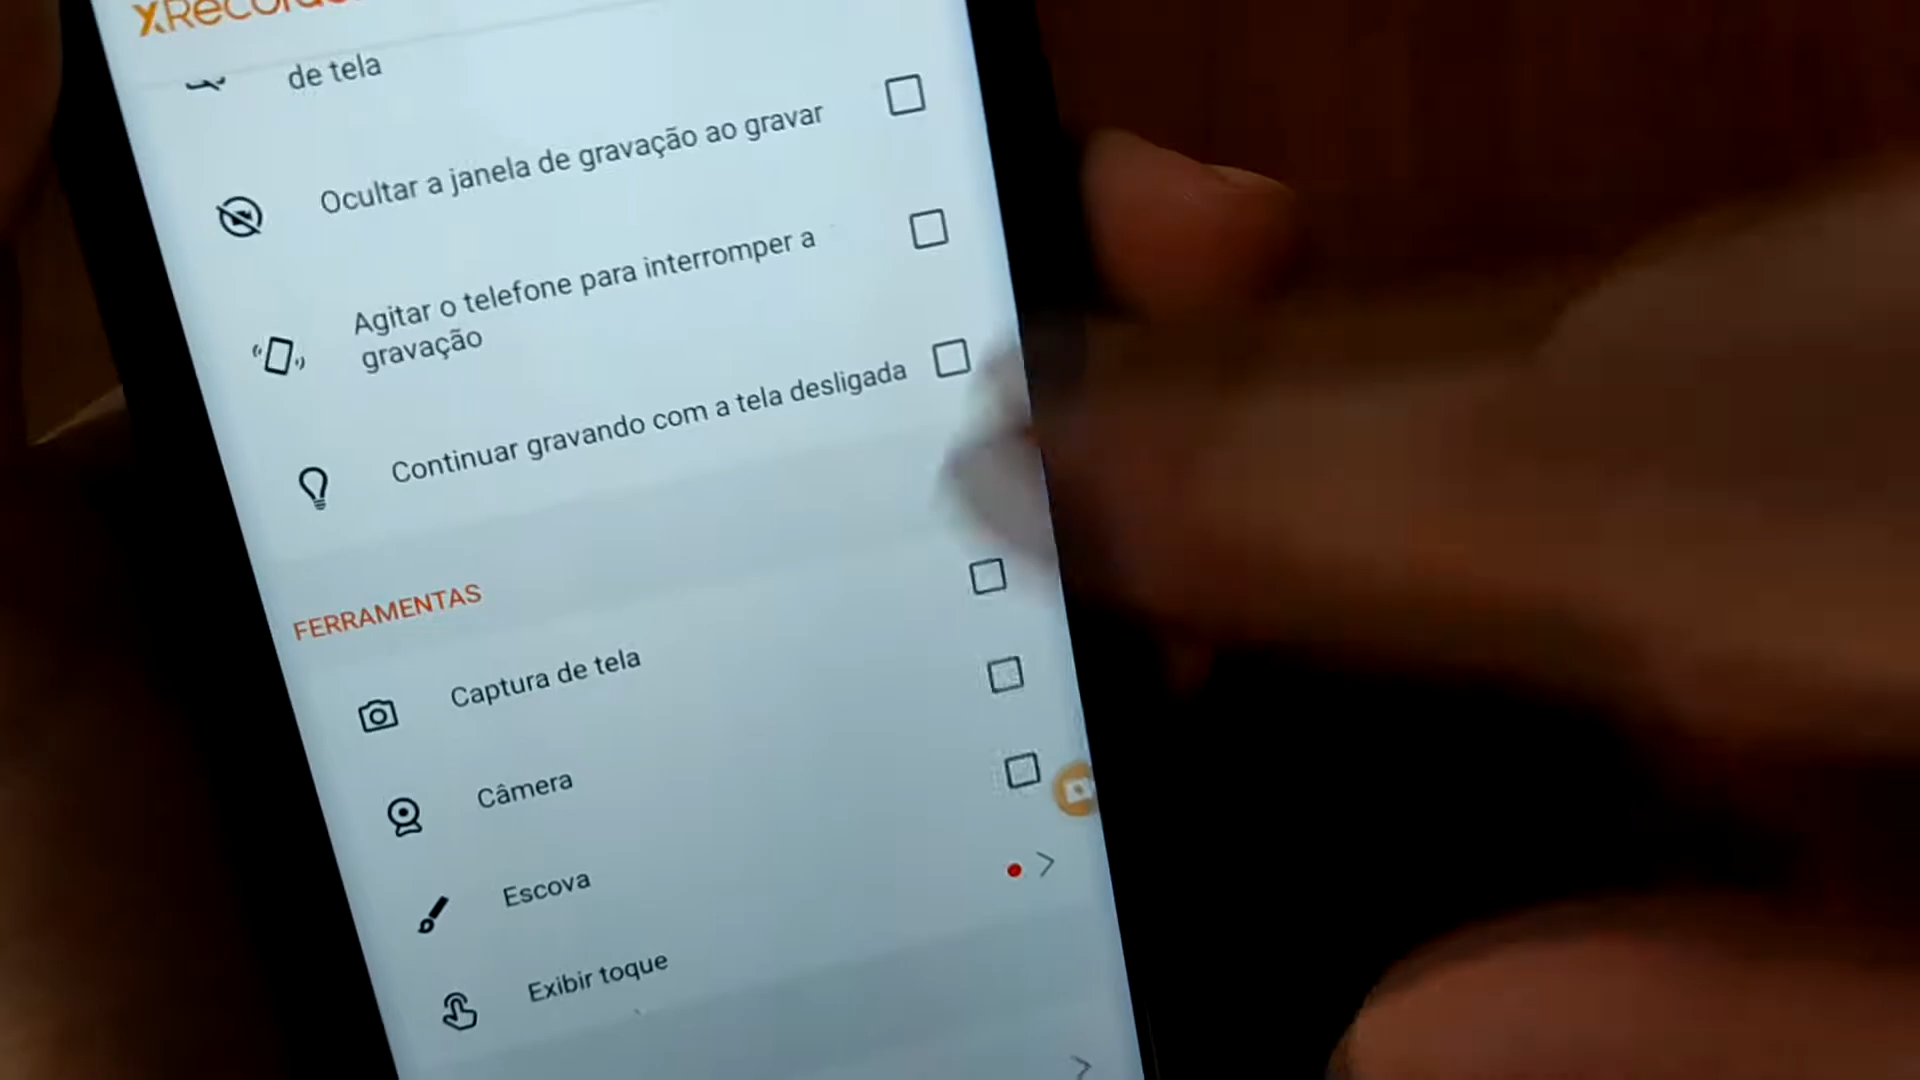 XRecorder
de tela
Ocultar a janela de gravação ao gravar
Agitar o telefone para interromper a
gravação
Continuar gravando com a tela desligada
FERRAMENTAS
Captura de tela
Câmera
Escova
Exibir toque